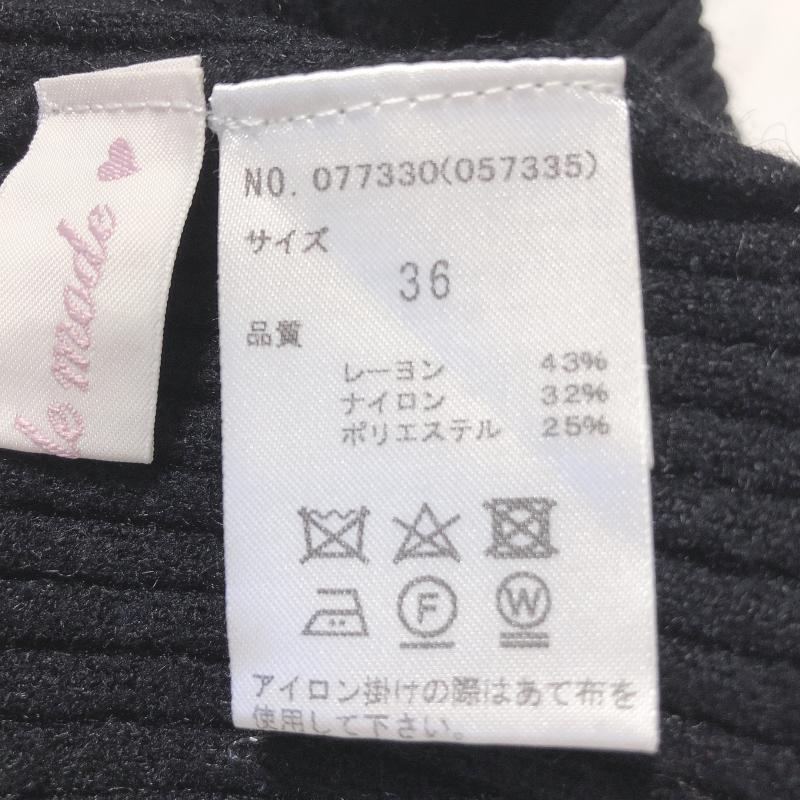 made
NO. 077330(057335)
サイズ
36
品質
レーヨン 43%
ナイロン 32%
ポリエステル 25%
F
W
アイロン掛けの際はあて布を
使用して下さい。